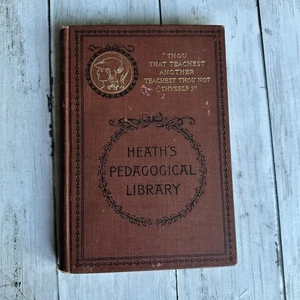 "THOU
THAT TEACHEST
ANOTHER
TEACHEST THOU NOT
THYSELF?"
HEATH'S
PEDAGOGICAL
LIBRARY